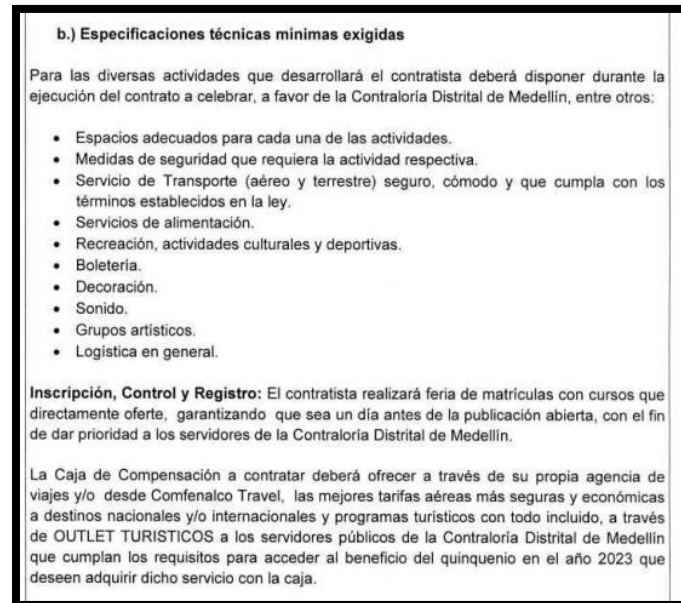 b.) Especificaciones técnicas mínimas exigidas
Para las diversas actividades que desarrollará el contratista deberá disponer durante la
ejecución del contrato a celebrar, a favor de la Contraloría Distrital de Medellín, entre otros:
• Espacios adecuados para cada una de las actividades.
• Medidas de seguridad que requiera la actividad respectiva.
• Servicio de Transporte (aéreo y terrestre) seguro, cómodo y que cumpla con los
términos establecidos en la ley.
• Servicios de alimentación.
• Recreación, actividades culturales y deportivas.
• Boletería.
• Decoración.
• Sonido.
• Grupos artísticos.
• Logística en general.
Inscripción, Control y Registro: El contratista realizará feria de matrículas con cursos que
directamente oferte, garantizando que sea un día antes de la publicación abierta, con el fin
de dar prioridad a los servidores de la Contraloría Distrital de Medellín.
La Caja de Compensación a contratar deberá ofrecer a través de su propia agencia de
viajes y/o desde Comfenalco Travel, las mejores tarifas aéreas más seguras y económicas
a destinos nacionales y/o internacionales y programas turísticos con todo incluido, a través
de OUTLET TURISTICOS a los servidores públicos de la Contraloría Distrital de Medellín
que cumplan los requisitos para acceder al beneficio del quinquenio en el año 2023 que
deseen adquirir dicho servicio con la caja.